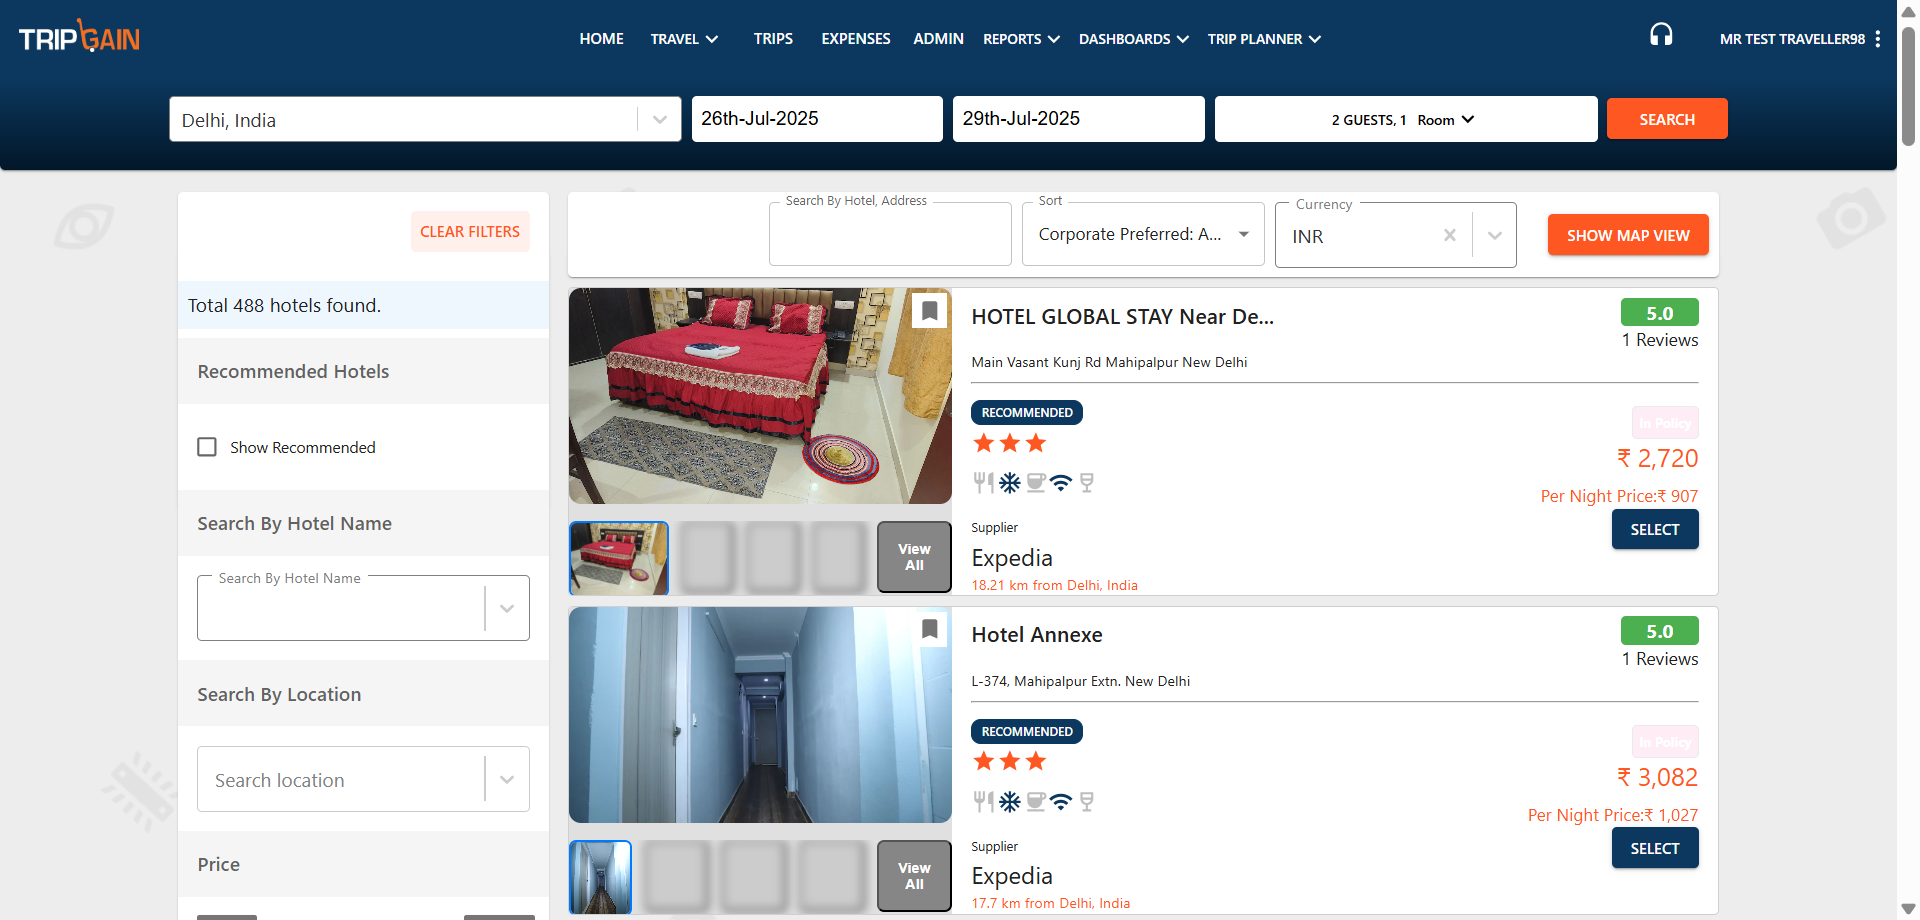 TRIPGAIN
HOME
TRAVEL
TRIPS
EXPENSES
ADMIN
REPORTS
DASHBOARDS
TRIP PLANNER
MR TEST TRAVELLER98
Delhi, India
26th-Jul-2025
29th-Jul-2025
2 GUESTS, 1 Room
SEARCH
CLEAR FILTERS
Total 488 hotels found.
Recommended Hotels
Show Recommended
Search By Hotel Name
Search By Hotel Name
Search By Location
Search location
Price
Search By Hotel, Address
Sort
Corporate Preferred: A...
Currency
INR
SHOW MAP VIEW
HOTEL GLOBAL STAY Near De...
5.0
1 Reviews
Main Vasant Kunj Rd Mahipalpur New Delhi
RECOMMENDED
In Policy
₹ 2,720
Per Night Price:₹ 907
SELECT
Supplier
Expedia
18.21 km from Delhi, India
View
All
Hotel Annexe
5.0
1 Reviews
L-374, Mahipalpur Extn. New Delhi
RECOMMENDED
In Policy
₹ 3,082
Per Night Price:₹ 1,027
SELECT
Supplier
Expedia
17.7 km from Delhi, India
View
All